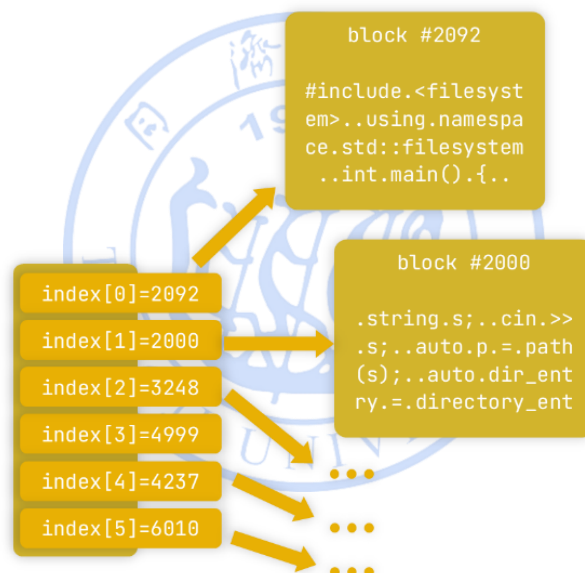 block #2092
#include.<filesyst
em>..using.namespa
ce.std::filesystem
..int.main().{..
index[0]=2092
index[1]=2000
index[2]=3248
index[3]=4999
index[4]=4237
index[5]=6010
block #2000
.string.s;..cin.>>
.s;..auto.p.=.path
(s);..auto.dir_ent
ry.=.directory_ent
...
...
...